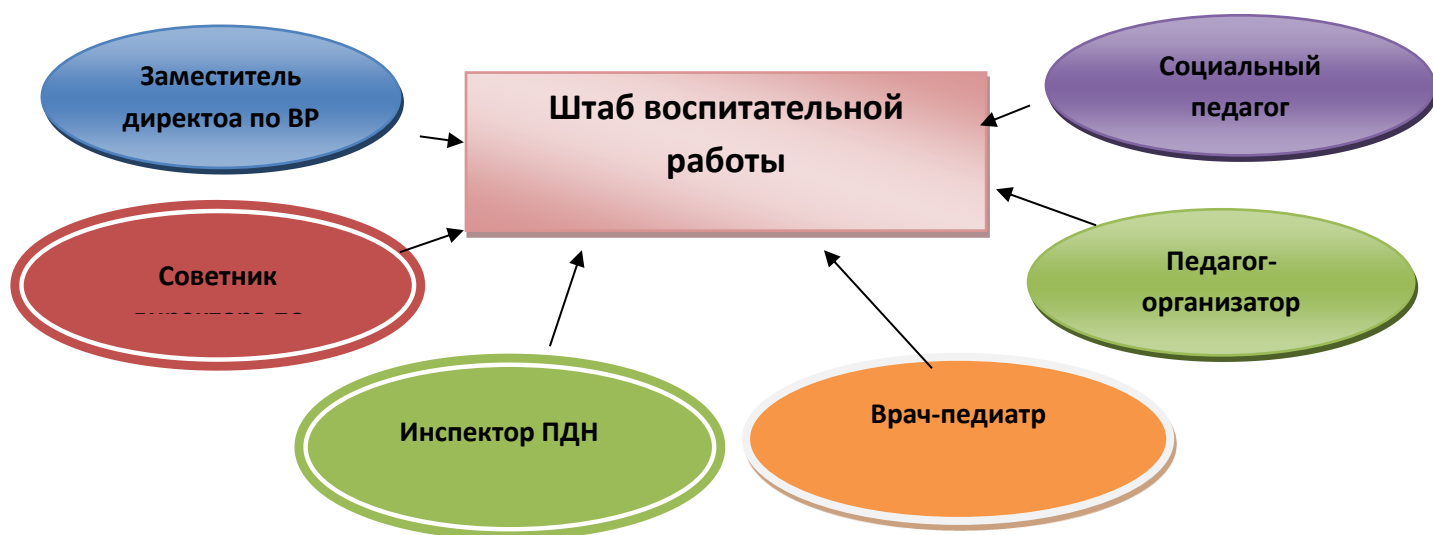 Заместитель
директоа по ВР
Штаб воспитательной
работы
Социальный
педагог
Советник
Педагог-
организатор
Инспектор ПДН
Врач-педиатр